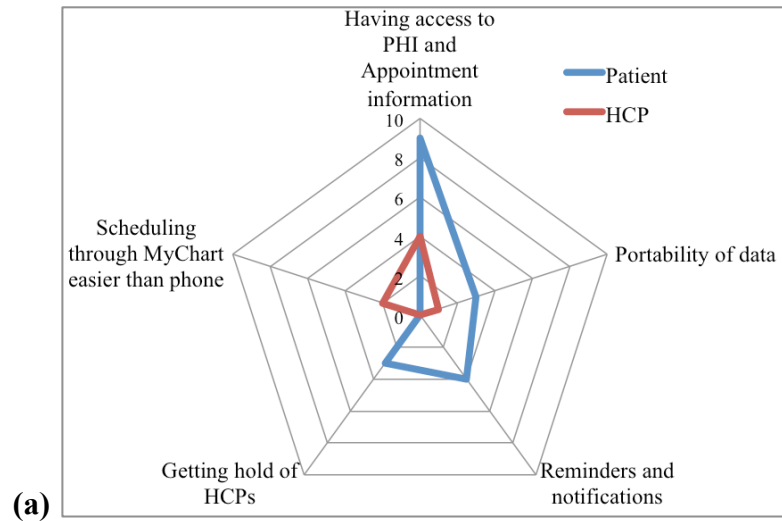 Having access to
PHI and
Appointment
information
Patient
HCP
10
8
6
4
2
0
Scheduling
through MyChart
easier than phone
Portability of data
Getting hold of
HCPs
Reminders and
notifications
(a)